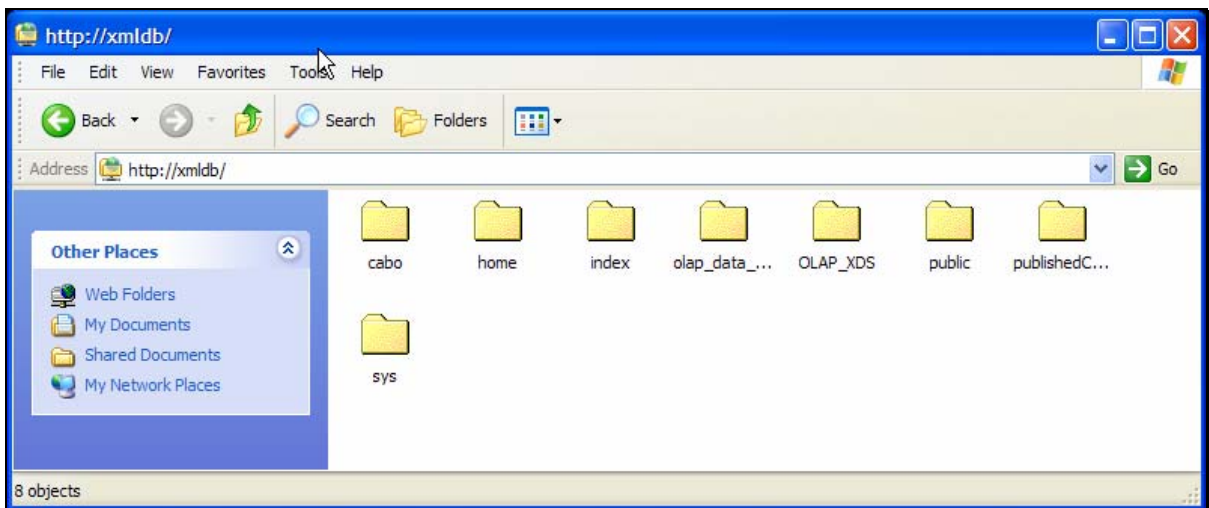 http://xmldb/
File Edit View Favorites Tools Help
Back Search Folders
Address http://xmldb/ Go
Other Places
Web Folders
My Documents
Shared Documents
My Network Places
cabo home index olap_data_... OLAP_XDS public publishedC...
sys
8 objects